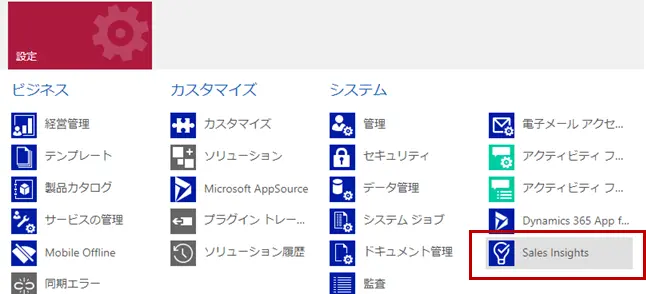 設定
ビジネス
経営管理
テンプレート
製品カタログ
サービスの管理
Mobile Offline
同期エラー
カスタマイズ
カスタマイズ
ソリューション
Microsoft AppSource
プラグイン トレー...
ソリューション履歴
システム
管理
セキュリティ
データ管理
システム ジョブ
ドキュメント管理
監査
電子メール アクセ...
アクティビティ フ...
アクティビティ フ...
Dynamics 365 App f...
Sales Insights